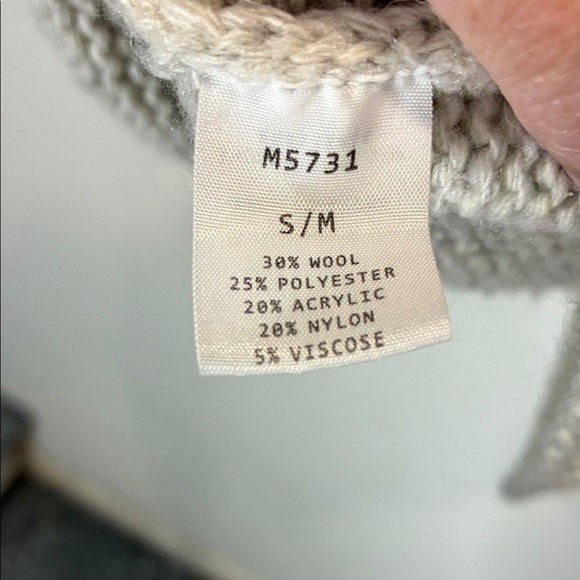 M5731
S/M
30% WOOL
25% POLYESTER
20% ACRYLIC
20% NYLON
5% VISCOSE